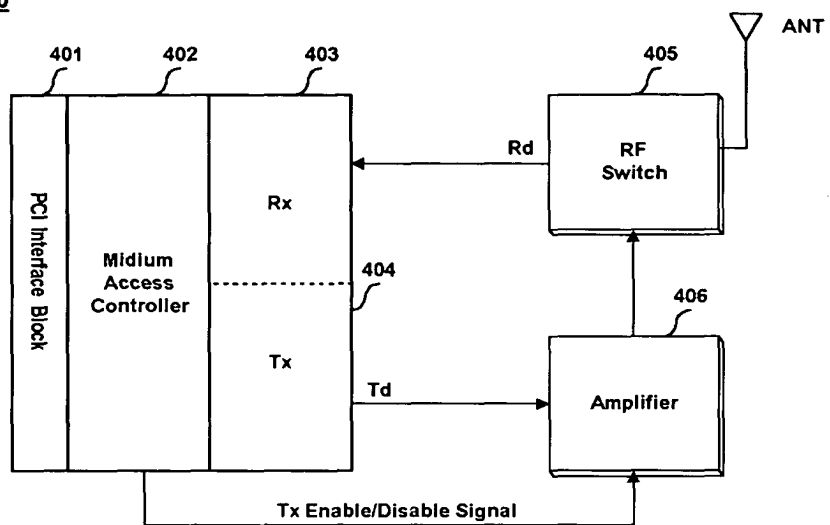 ANT
401
402
403
405
PCI Interface Block
Midium
Access
Controller
Rx
Rd
RF
Switch
404
406
Tx
Td
Amplifier
Tx Enable/Disable Signal